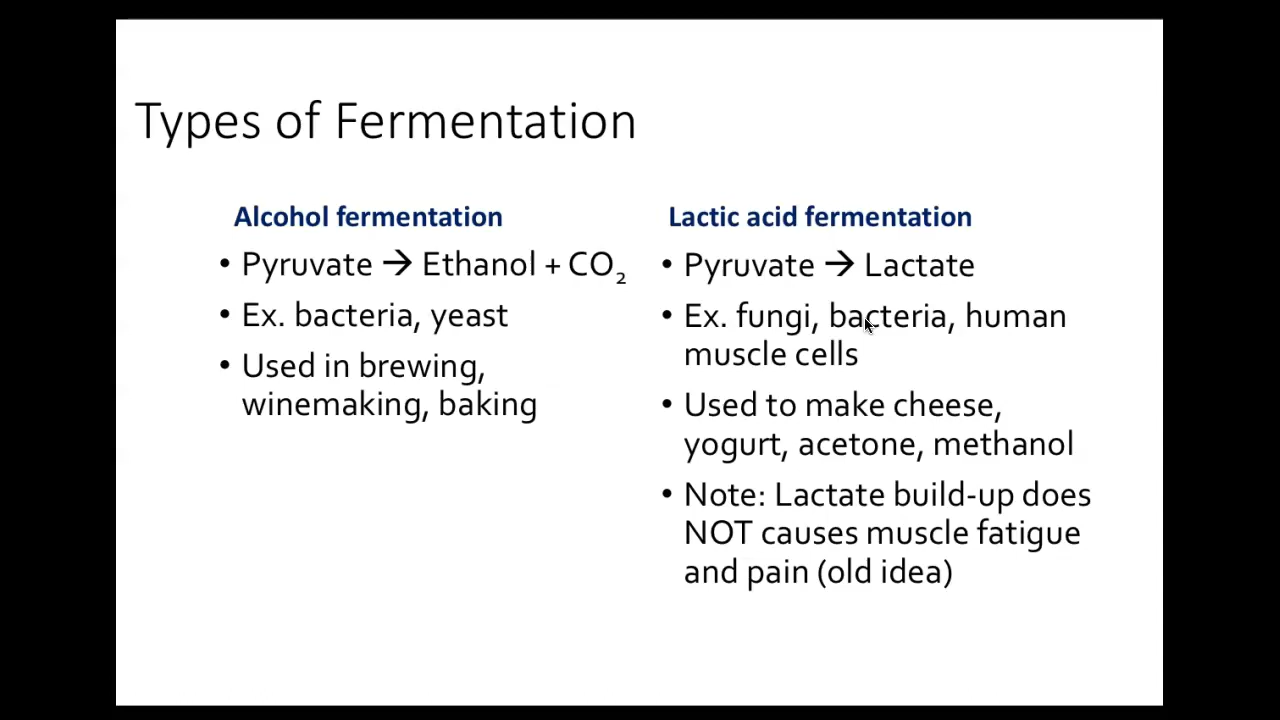 Types of Fermentation
Alcohol fermentation
• Pyruvate → Ethanol + CO₂
• Ex. bacteria, yeast
• Used in brewing,
winemaking, baking
Lactic acid fermentation
• Pyruvate → Lactate
• Ex. fungi, bacteria, human
muscle cells
• Used to make cheese,
yogurt, acetone, methanol
• Note: Lactate build-up does
NOT causes muscle fatigue
and pain (old idea)